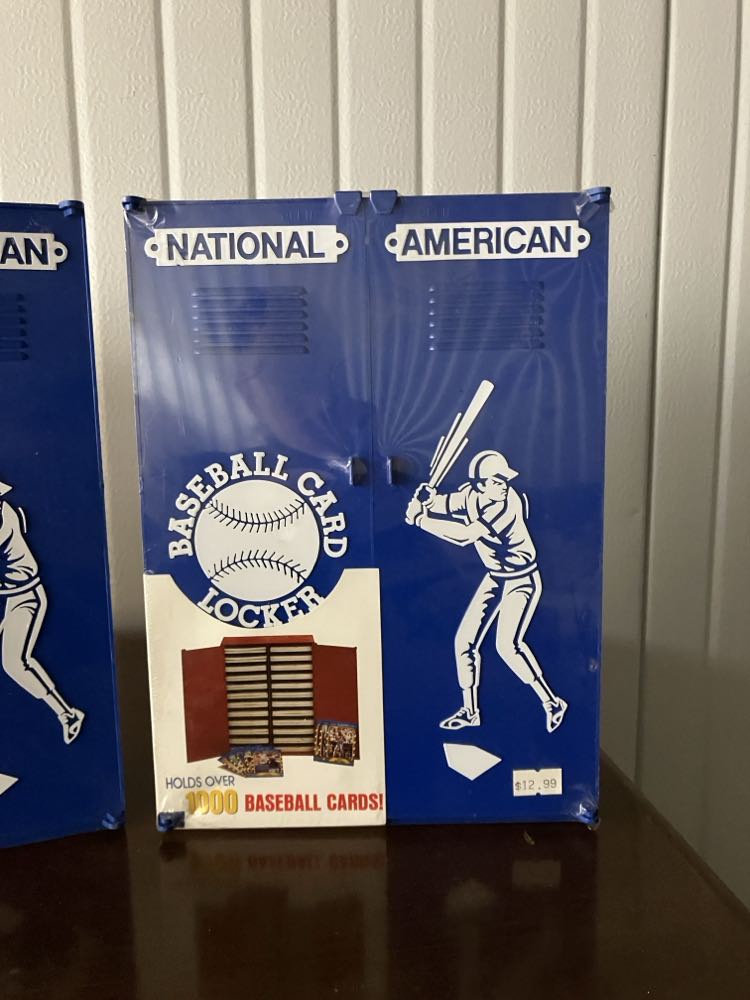 AN
NATIONAL
AMERICAN
BASEBALL CARD
LOCKER
HOLDS OVER
1000 BASEBALL CARDS!
$12.99